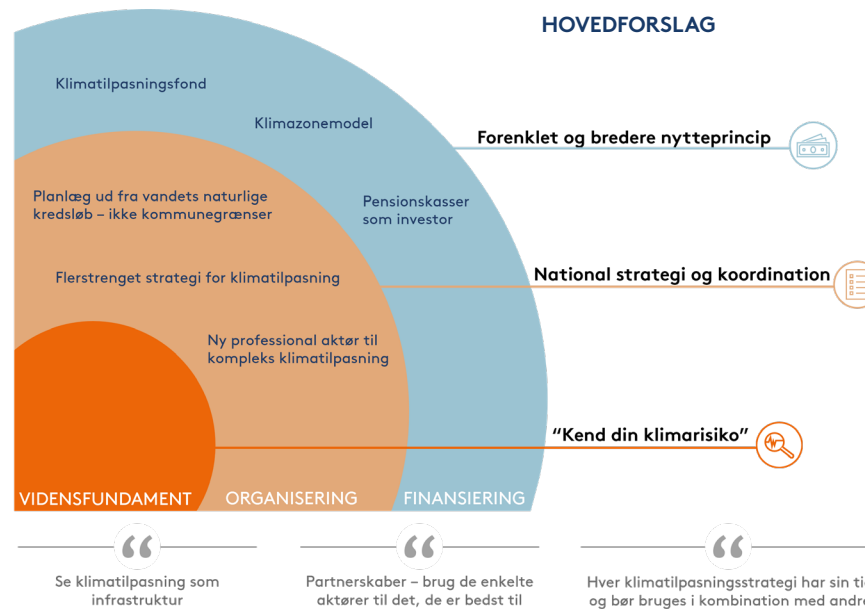 HOVEDFORSLAG
Klimatilpasningsfond
Klimazonemodel
Forenklet og bredere nytteprincip
Planlæg ud fra vandets naturlige
kredsløb – ikke kommunegrænser
Pensionskasser
som investor
Flerstrenget strategi for klimatilpasning
National strategi og koordination
Ny professional aktør til
kompleks klimatilpasning
“Kend din klimarisiko”
VIDENSFUNDAMENT
ORGANISERING
FINANSIERING
Se klimatilpasning som
infrastruktur
Partnerskaber – brug de enkelte
aktører til det, de er bedst til
Hver klimatilpasningsstrategi har sin
og bør bruges i kombination med